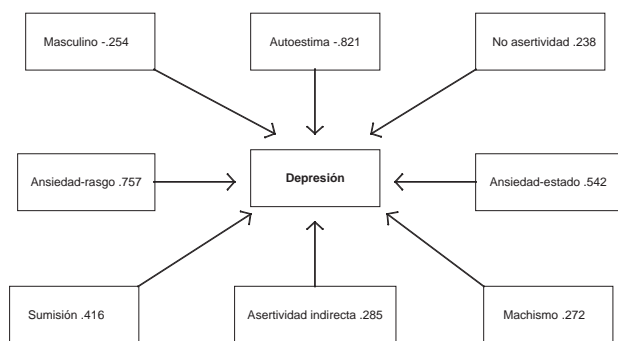 Masculino -.254
Autoestima -.821
No asertividad .238
Ansiedad-rasgo .757
Depresión
Ansiedad-estado .542
Sumisión .416
Asertividad indirecta .285
Machismo .272